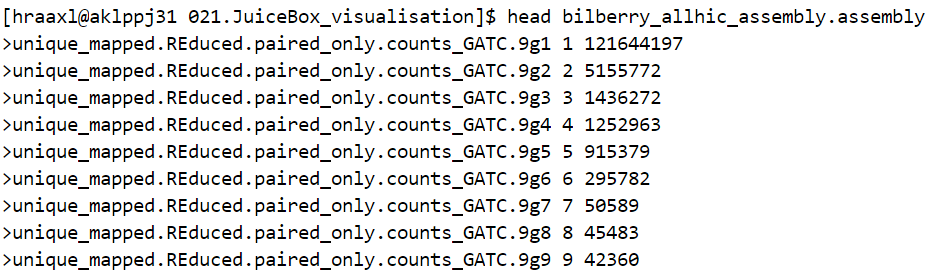 [hraaxl@aklppj31 021.JuiceBox_visualisation]$ head bilberry_allhic_assembly.assembly
>unique_mapped.REduced.paired_only.counts_GATC.9g1 1 121644197
>unique_mapped.REduced.paired_only.counts_GATC.9g2 2 5155772
>unique_mapped.REduced.paired_only.counts_GATC.9g3 3 1436272
>unique_mapped.REduced.paired_only.counts_GATC.9g4 4 1252963
>unique_mapped.REduced.paired_only.counts_GATC.9g5 5 915379
>unique_mapped.REduced.paired_only.counts_GATC.9g6 6 295782
>unique_mapped.REduced.paired_only.counts_GATC.9g7 7 50589
>unique_mapped.REduced.paired_only.counts_GATC.9g8 8 45483
>unique_mapped.REduced.paired_only.counts_GATC.9g9 9 42360